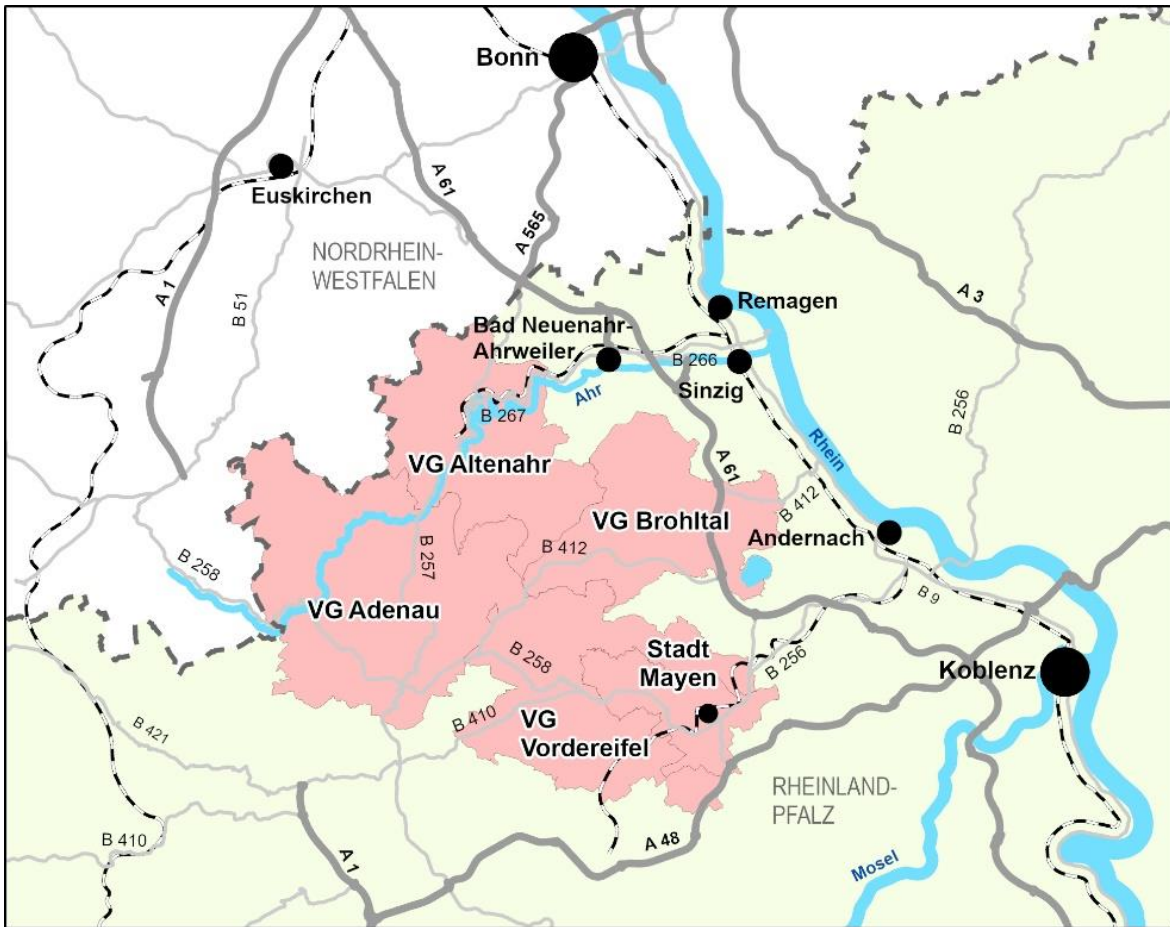 Bonn
Euskirchen
A 61
A 565
NORDRHEIN-
WESTFALEN
A 1
B 51
A 3
Remagen
Bad Neuenahr-
Ahrweiler
B 266
Sinzig
Ahr
B 267
B 256
Rhein
VG Altenahr
A 61
B 412
VG Brohltal
Andernach
B 412
B 257
B 258
VG Adenau
B 9
Stadt
Mayen
B 256
B 258
Koblenz
B 410
VG
Vordereifel
B 421
RHEINLAND-
PFALZ
B 410
A 1
A 48
Mosel